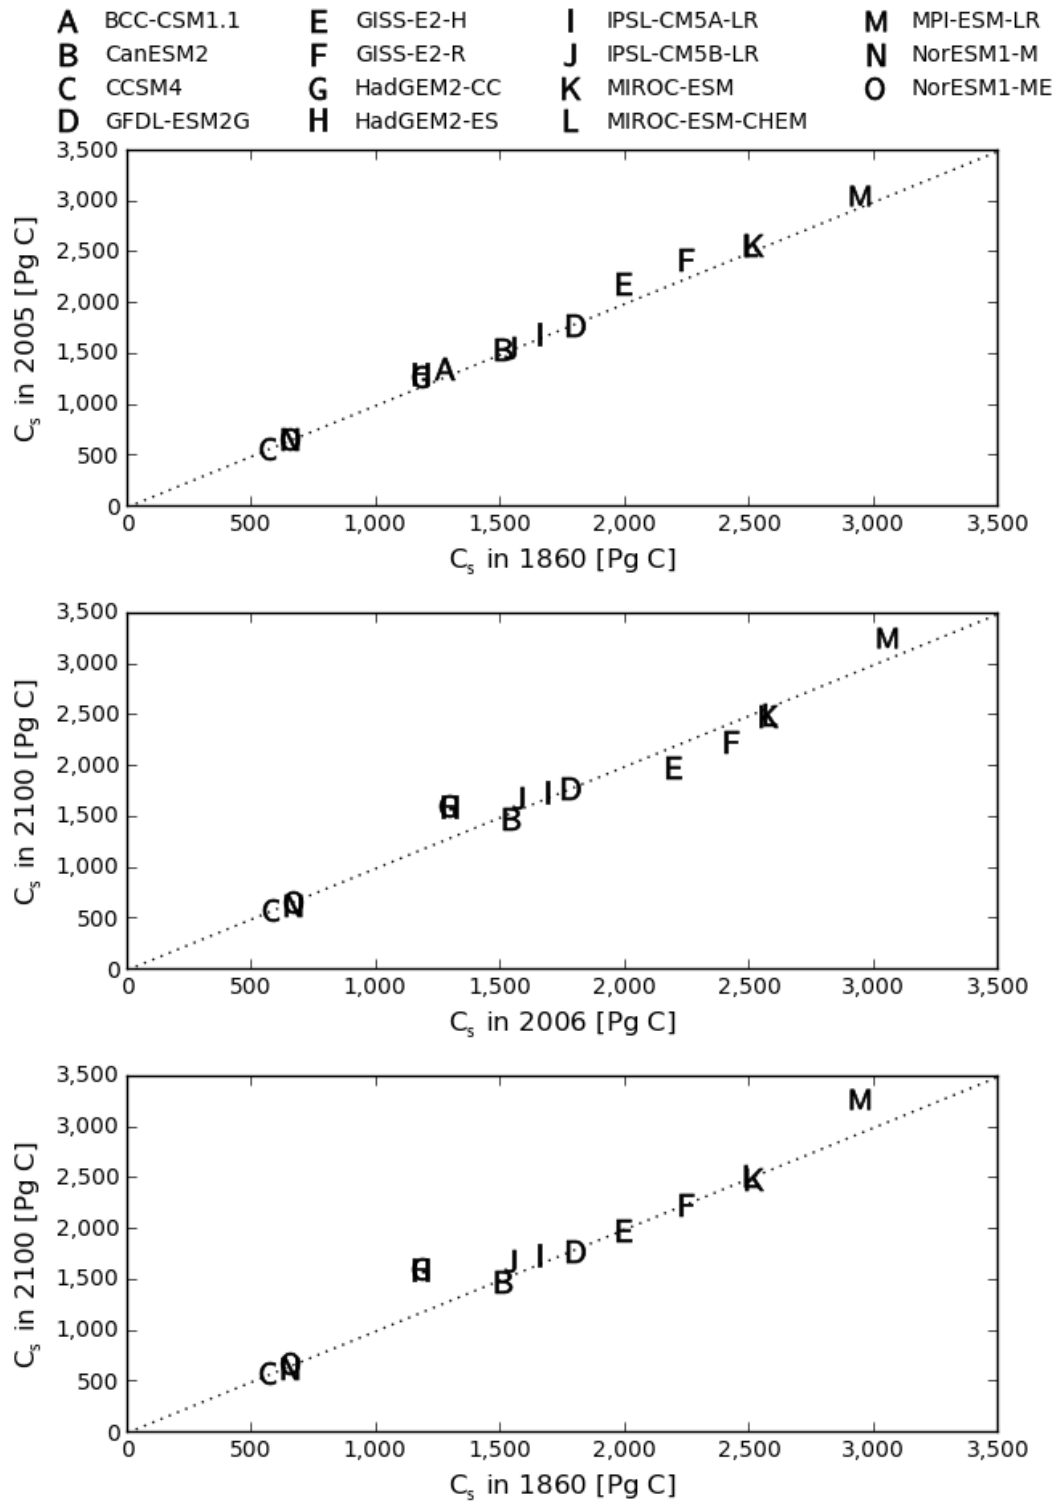 A BCC-CSM1.1 E GISS-E2-H I IPSL-CM5A-LR M MPI-ESM-LR
B CanESM2 F GISS-E2-R J IPSL-CM5B-LR N NorESM1-M
C CCSM4 G HadGEM2-CC K MIROC-ESM O NorESM1-ME
D GFDL-ESM2G H HadGEM2-ES L MIROC-ESM-CHEM
3,500
3,000
2,500
2,000
1,500
1,000
500
0
Cs in 2005 [Pg C]
M
L K
F
E
D
I
B J
A
H G
C N O
0 500 1,000 1,500 2,000 2,500 3,000 3,500
Cs in 1860 [Pg C]
3,500
3,000
2,500
2,000
1,500
1,000
500
0
Cs in 2100 [Pg C]
M
L K
F
E
D
I
J
B
G H
C N O
0 500 1,000 1,500 2,000 2,500 3,000 3,500
Cs in 2006 [Pg C]
3,500
3,000
2,500
2,000
1,500
1,000
500
0
Cs in 2100 [Pg C]
M
L K
F
E
D
I
J
B
G H
C N O
0 500 1,000 1,500 2,000 2,500 3,000 3,500
Cs in 1860 [Pg C]